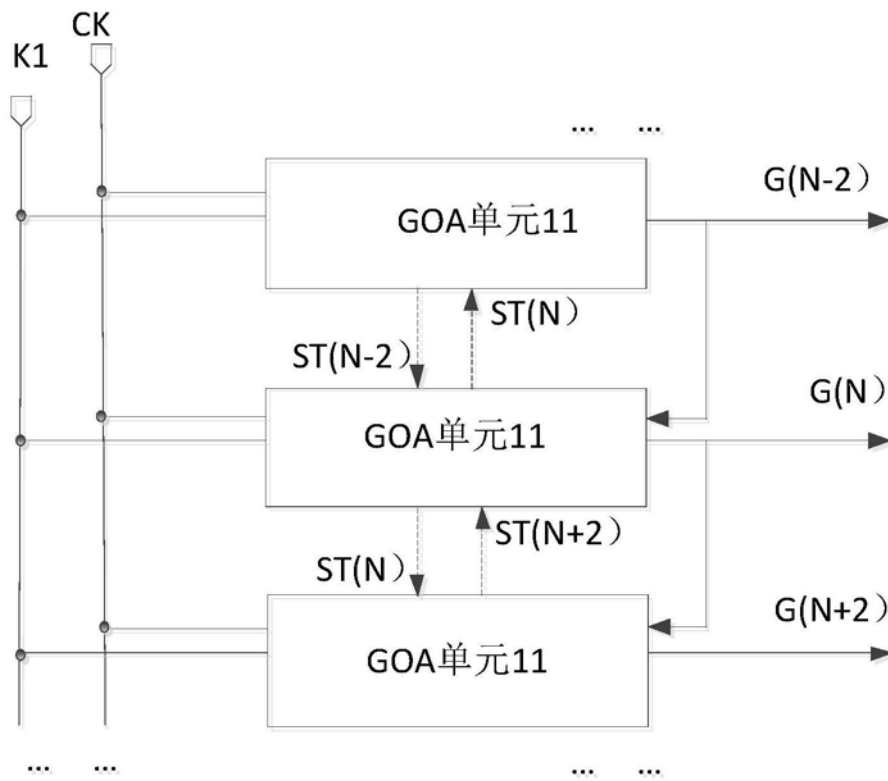 CK
K1
... ...
G(N-2）
GOA单元11
ST(N）
ST(N-2）
G(N）
GOA单元11
ST(N+2）
ST(N）
G(N+2）
GOA单元11
... ... ... ...